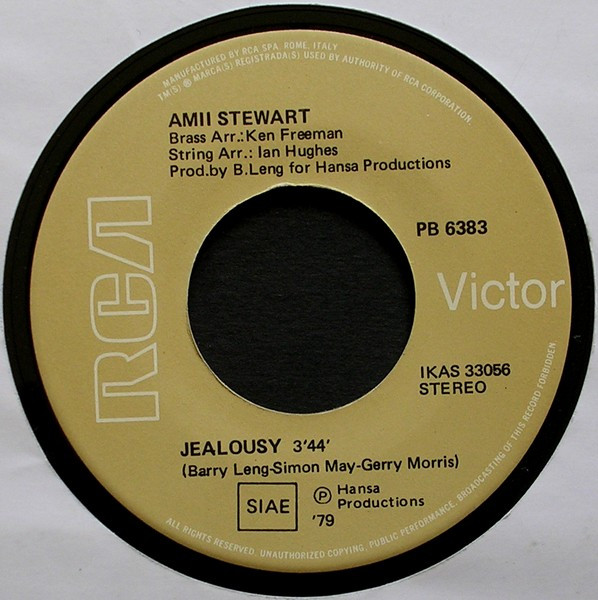 MANUFACTURED BY RCA SPA, ROME, ITALY
TM(S) ® MARCA(S) REGISTRADA(S) USED BY AUTHORITY OF RCA CORPORATION.
AMII STEWART
Brass Arr.: Ken Freeman
String Arr.: Ian Hughes
Prod.by B.Leng for Hansa Productions
PB 6383
RCA
Victor
IKAS 33056
STEREO
JEALOUSY 3'44'
(Barry Leng-Simon May-Gerry Morris)
SIAE
Ⓟ Hansa
Productions
'79
ALL RIGHTS RESERVED. UNAUTHORIZED COPYING, PUBLIC PERFORMANCE, BROADCASTING OF THIS RECORD FORBIDDEN